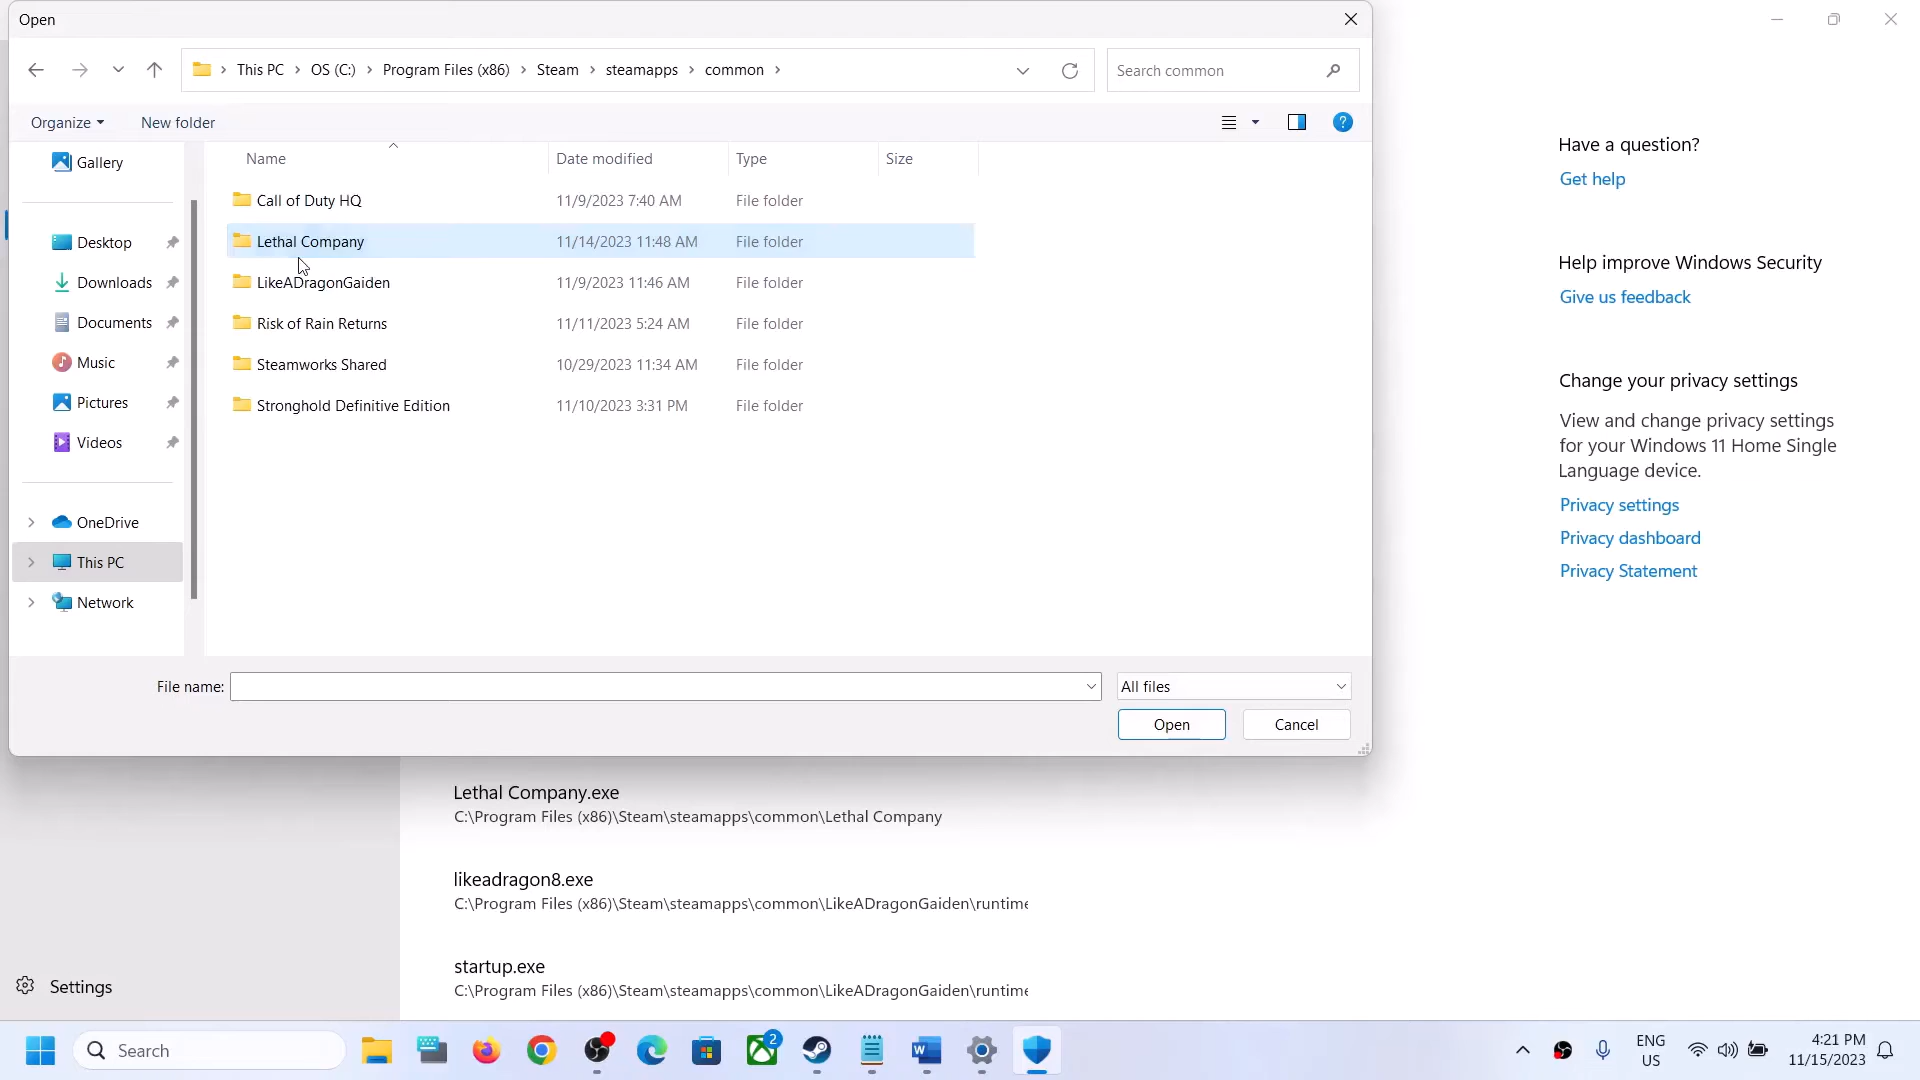 Open
This PC > OS (C:) > Program Files (x86) > Steam > steamapps > common >
Search common
Organize
New folder
Name
Date modified
Type
Size
Gallery
Desktop
Downloads
Documents
Music
Pictures
Videos
OneDrive
This PC
Network
Call of Duty HQ 11/9/2023 7:40 AM File folder
Lethal Company 11/14/2023 11:48 AM File folder
LikeADragonGaiden 11/9/2023 11:46 AM File folder
Risk of Rain Returns 11/11/2023 5:24 AM File folder
Steamworks Shared 10/29/2023 11:34 AM File folder
Stronghold Definitive Edition 11/10/2023 3:31 PM File folder
File name:
All files
Open
Cancel
Have a question?
Get help
Help improve Windows Security
Give us feedback
Change your privacy settings
View and change privacy settings
for your Windows 11 Home Single
Language device.
Privacy settings
Privacy dashboard
Privacy Statement
Lethal Company.exe
C:\Program Files (x86)\Steam\steamapps\common\Lethal Company
likeadragon8.exe
C:\Program Files (x86)\Steam\steamapps\common\LikeADragonGaiden\runtime
startup.exe
C:\Program Files (x86)\Steam\steamapps\common\LikeADragonGaiden\runtime
Settings
Search
2
ENG
US
4:21 PM
11/15/2023